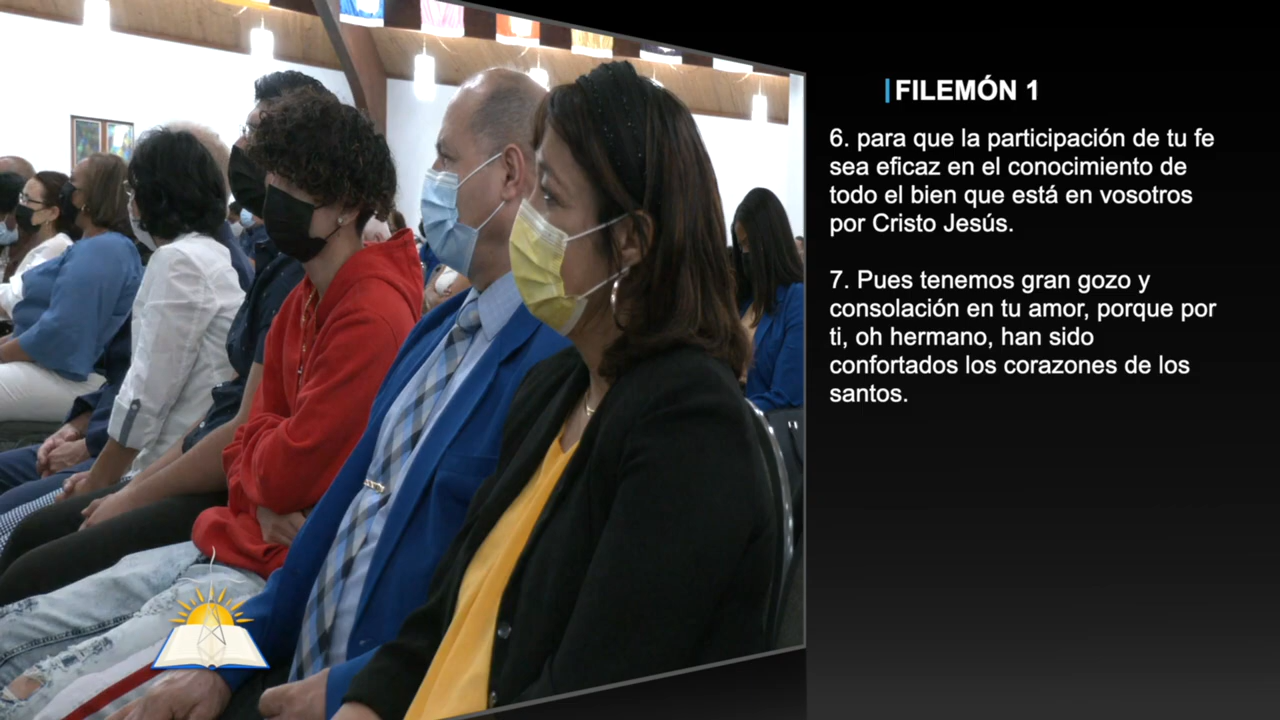 FILEMÓN 1
6. para que la participación de tu fe
sea eficaz en el conocimiento de
todo el bien que está en vosotros
por Cristo Jesús.
7. Pues tenemos gran gozo y
consolación en tu amor, porque por
ti, oh hermano, han sido
confortados los corazones de los
santos.